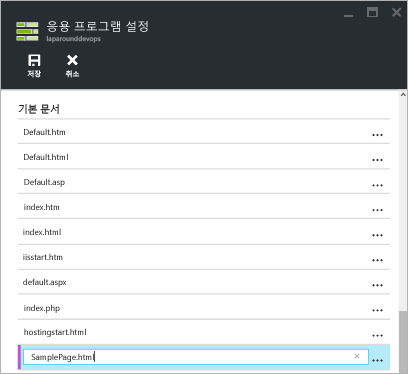 응용 프로그램 설정
laparounddevops
저장 취소
기본 문서
Default.htm
Default.html
Default.asp
index.htm
index.html
iisstart.htm
default.aspx
index.php
hostingstart.html
SamplePage.html